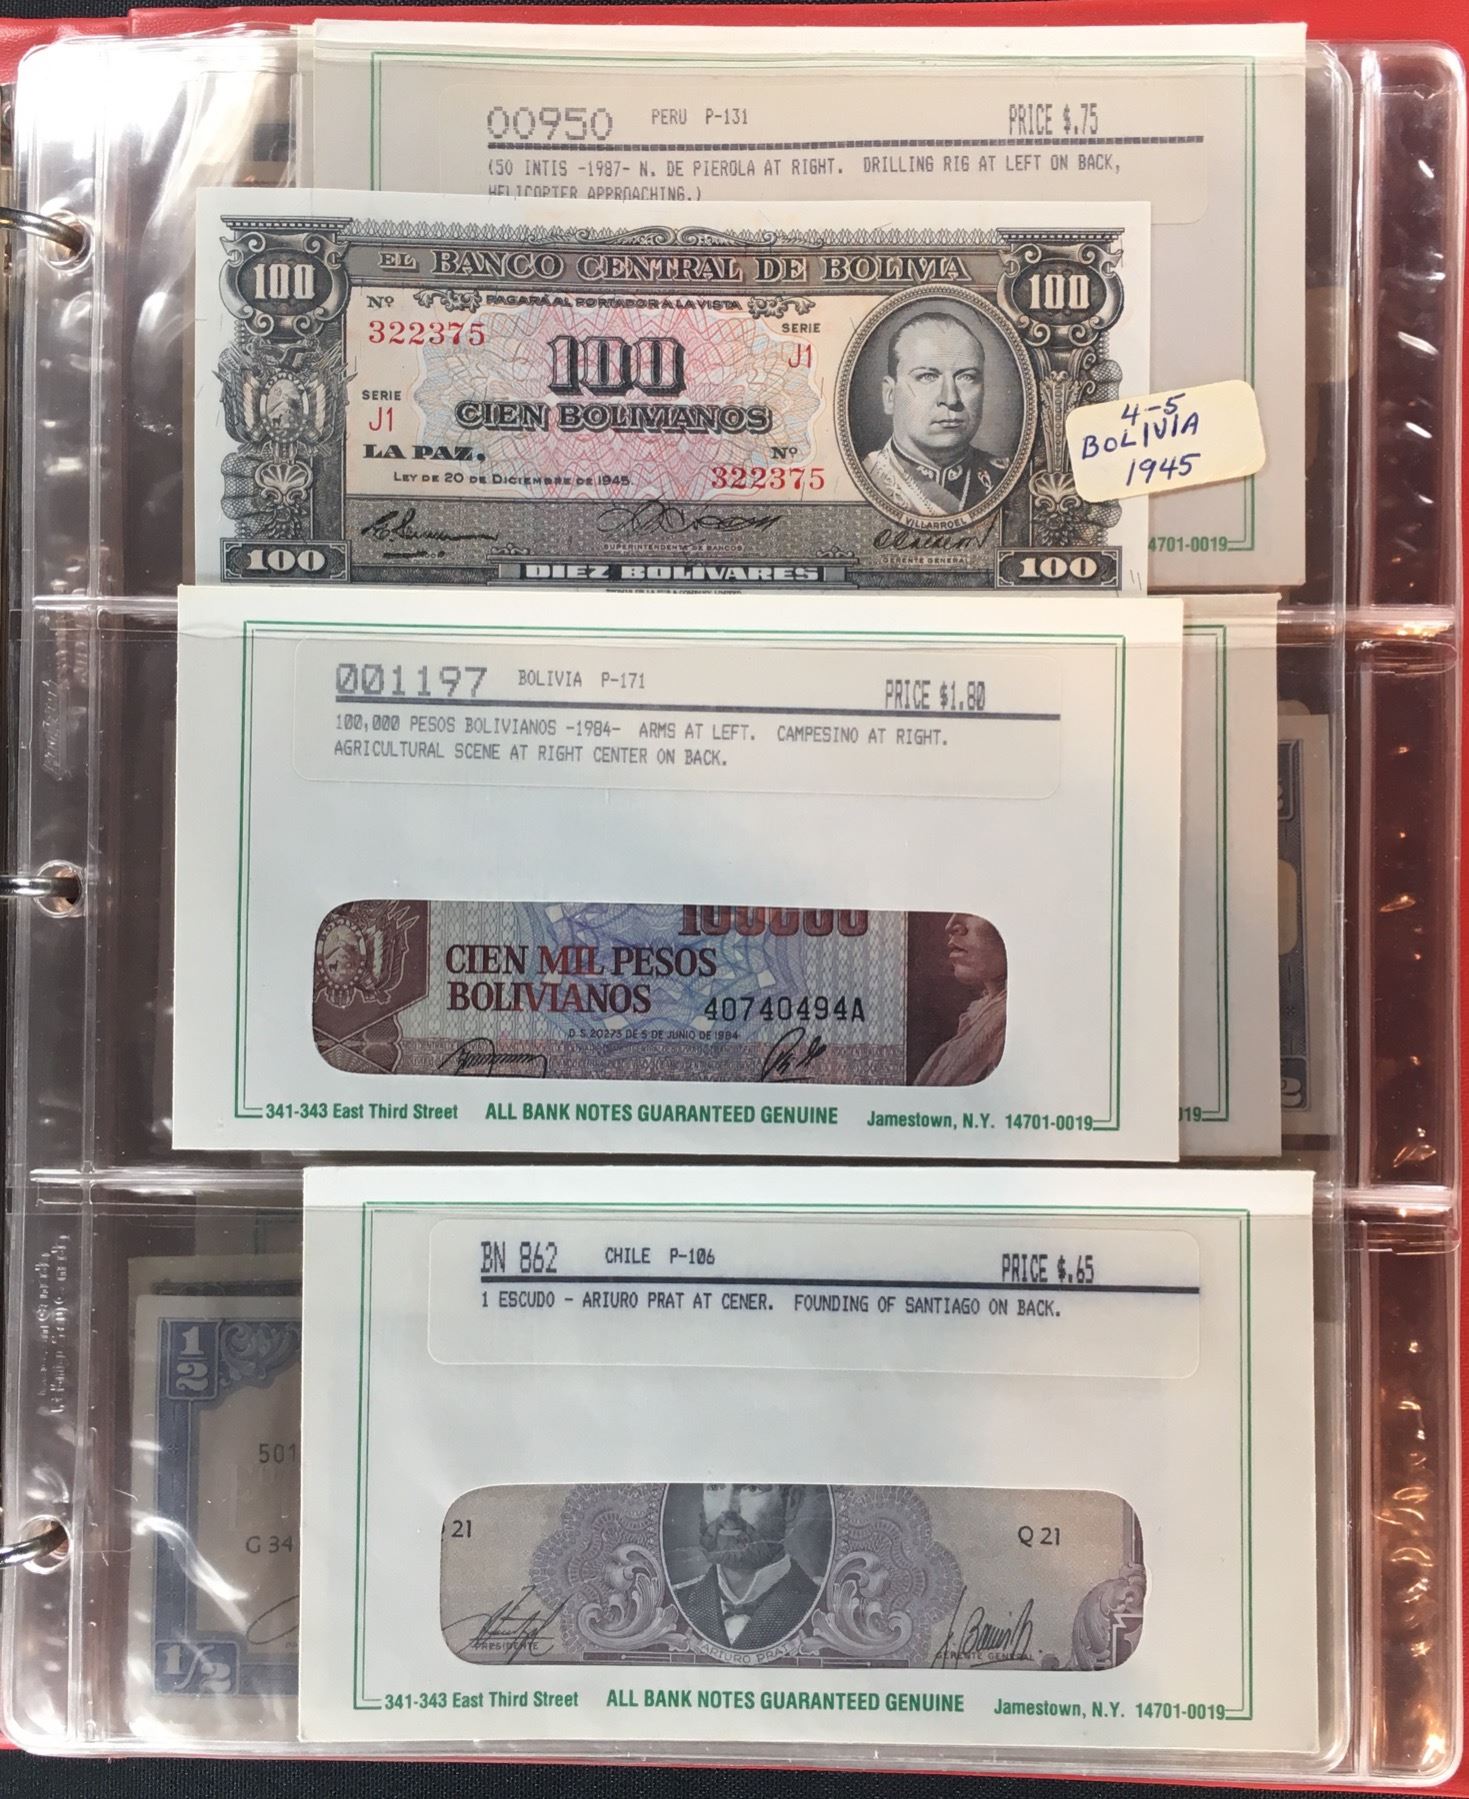 00950 PERU P-131 PRICE $.75
(50 INTIS -1987- N. DE PIEROLA AT RIGHT. DRILLING RIG AT LEFT ON BACK,
HELICOPTER APPROACHING.)
100 EL BANCO CENTRAL DE BOLIVIA 100
Nº PAGARÁ AL PORTADOR A LA VISTA
322375 SERIE
100 J1
SERIE
J1 CIEN BOLIVIANOS
LA PAZ, Nº
LEY DE 20 DE DICIEMBRE DE 1945. 322375
VILLARROEL
SUPERINTENDENTE DE BANCOS
GERENTE GENERAL
100 DIEZ BOLIVARES 100
4-5
BOLIVIA
1945
4701-0019
001197 BOLIVIA P-171 PRICE $1.80
100,000 PESOS BOLIVIANOS -1984- ARMS AT LEFT. CAMPESINO AT RIGHT.
AGRICULTURAL SCENE AT RIGHT CENTER ON BACK.
100000
CIEN MIL PESOS
BOLIVIANOS 40740494A
D.S. 20273 DE 5 DE JUNIO DE 1984
341-343 East Third Street ALL BANK NOTES GUARANTEED GENUINE Jamestown, N.Y. 14701-0019
019
BN 862 CHILE P-106 PRICE $.65
1 ESCUDO - ARIURO PRAT AT CENER. FOUNDING OF SANTIAGO ON BACK.
1/2
501
G 34
1/2
21 Q 21
PRESIDENTE ARTURO PRAT GERENTE GENERAL
341-343 East Third Street ALL BANK NOTES GUARANTEED GENUINE Jamestown, N.Y. 14701-0019